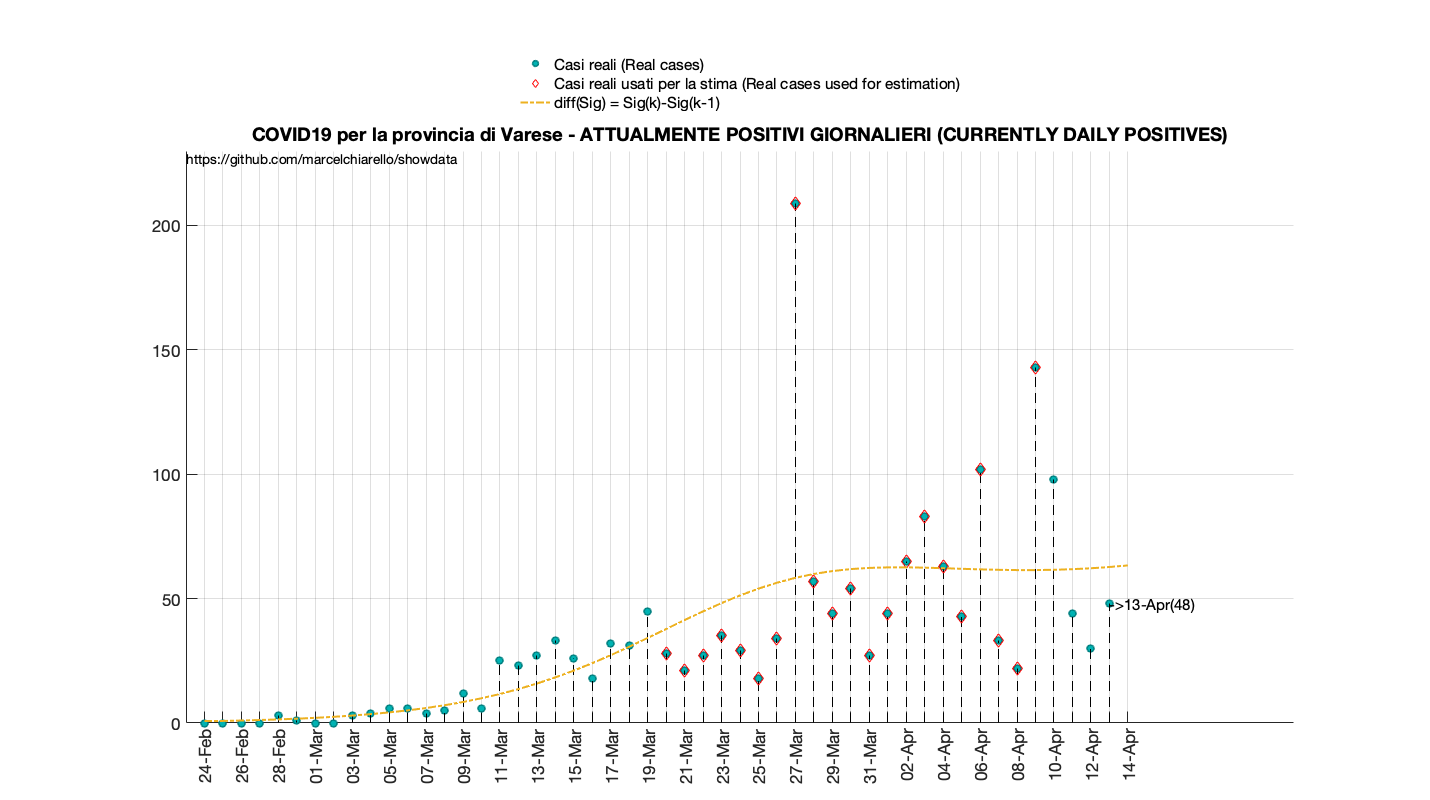 Casi reali (Real cases)
Casi reali usati per la stima (Real cases used for estimation)
diff(Sig) = Sig(k)-Sig(k-1)
COVID19 per la provincia di Varese - ATTUALMENTE POSITIVI GIORNALIERI (CURRENTLY DAILY POSITIVES)
https://github.com/marcelchiarello/showdata
200
150
100
50
->13-Apr(48)
0
24-Feb
26-Feb
28-Feb
01-Mar
03-Mar
05-Mar
07-Mar
09-Mar
11-Mar
13-Mar
15-Mar
17-Mar
19-Mar
21-Mar
23-Mar
25-Mar
27-Mar
29-Mar
31-Mar
02-Apr
04-Apr
06-Apr
08-Apr
10-Apr
12-Apr
14-Apr